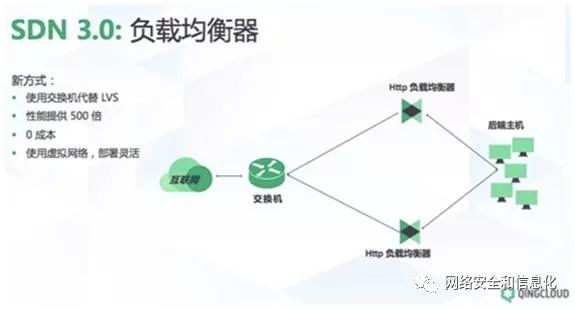 SDN 3.0: 负载均衡器
新方式：
• 使用交换机代替 LVS
• 性能提供 500 倍
• 0 成本
• 使用虚拟网络，部署灵活
Http 负载均衡器
后端主机
互联网
交换机
Http 负载均衡器
网络安全和信息化
QINGCLOUD